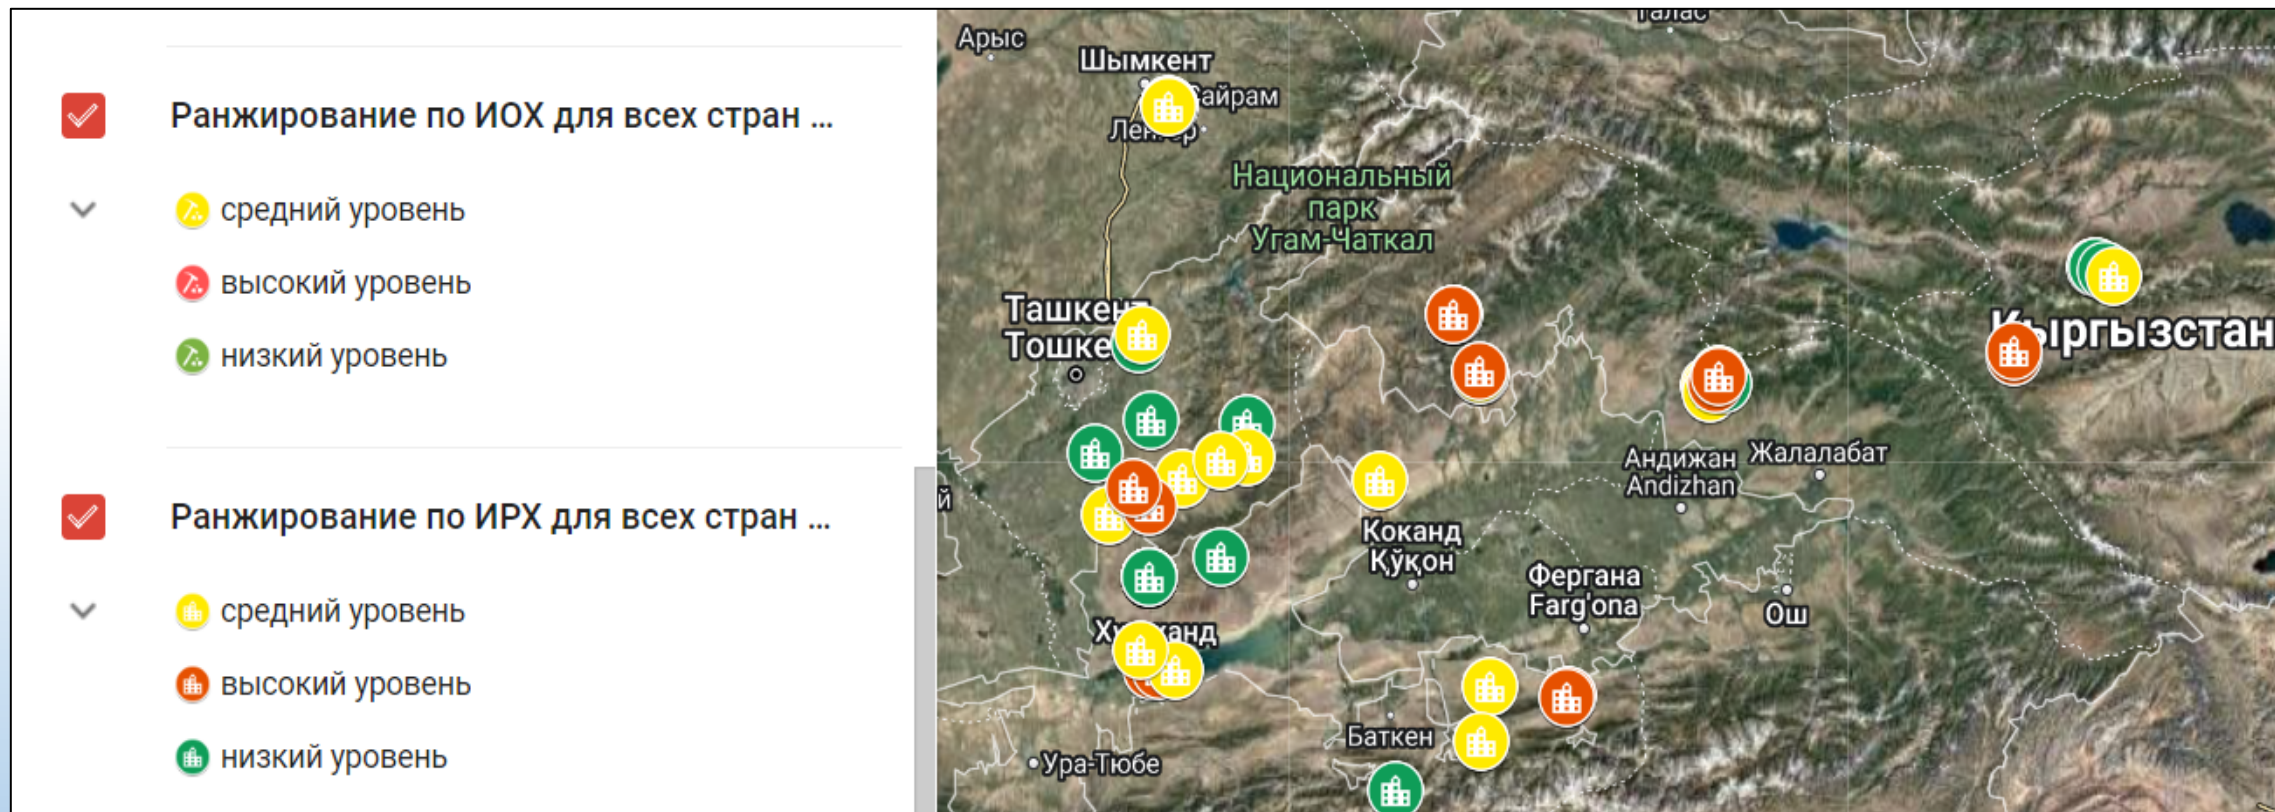 Ранжирование по ИОХ для всех стран ...
средний уровень
высокий уровень
низкий уровень
Ранжирование по ИРХ для всех стран ...
средний уровень
высокий уровень
низкий уровень
Талас
Арыс
Шымкент
Сайрам
Национальный
парк
Угам-Чаткал
Кыргызстан
Андижан
Andizhan
Жалалабат
й
Коканд
Қўқон
Фергана
Farg'ona
Ош
Баткен
Ура-Тюбе